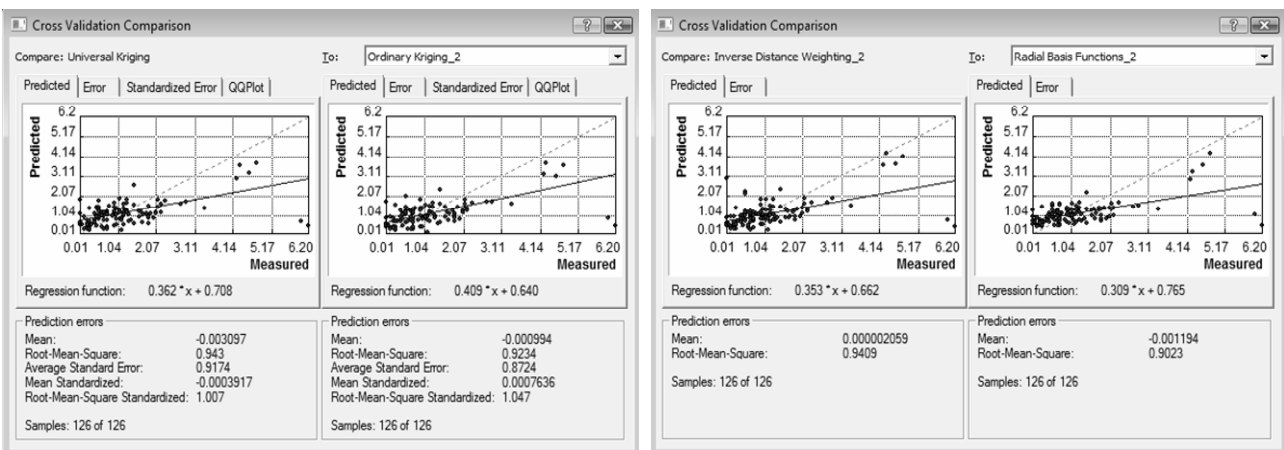 Cross Validation Comparison
Compare: Universal Kriging
To: Ordinary Kriging_2
Predicted Error Standardized Error QQPlot
Predicted
6.2
5.17
4.14
3.11
2.07
1.04
0.01
0.01 1.04 2.07 3.11 4.14 5.17 6.20
Measured
Regression function: 0.362 * x + 0.708
Prediction errors
Mean: -0.003097
Root-Mean-Square: 0.943
Average Standard Error: 0.9174
Mean Standardized: -0.0003917
Root-Mean-Square Standardized: 1.007
Samples: 126 of 126
Predicted Error Standardized Error QQPlot
Predicted
6.2
5.17
4.14
3.11
2.07
1.04
0.01
0.01 1.04 2.07 3.11 4.14 5.17 6.20
Measured
Regression function: 0.409 * x + 0.640
Prediction errors
Mean: -0.000994
Root-Mean-Square: 0.9234
Average Standard Error: 0.8724
Mean Standardized: 0.0007636
Root-Mean-Square Standardized: 1.047
Samples: 126 of 126
Cross Validation Comparison
Compare: Inverse Distance Weighting_2
To: Radial Basis Functions_2
Predicted Error
Predicted
6.2
5.17
4.14
3.11
2.07
1.04
0.01
0.01 1.04 2.07 3.11 4.14 5.17 6.20
Measured
Regression function: 0.353 * x + 0.662
Prediction errors
Mean: 0.000002059
Root-Mean-Square: 0.9409
Samples: 126 of 126
Predicted Error
Predicted
6.2
5.17
4.14
3.11
2.07
1.04
0.01
0.01 1.04 2.07 3.11 4.14 5.17 6.20
Measured
Regression function: 0.309 * x + 0.765
Prediction errors
Mean: -0.001194
Root-Mean-Square: 0.9023
Samples: 126 of 126